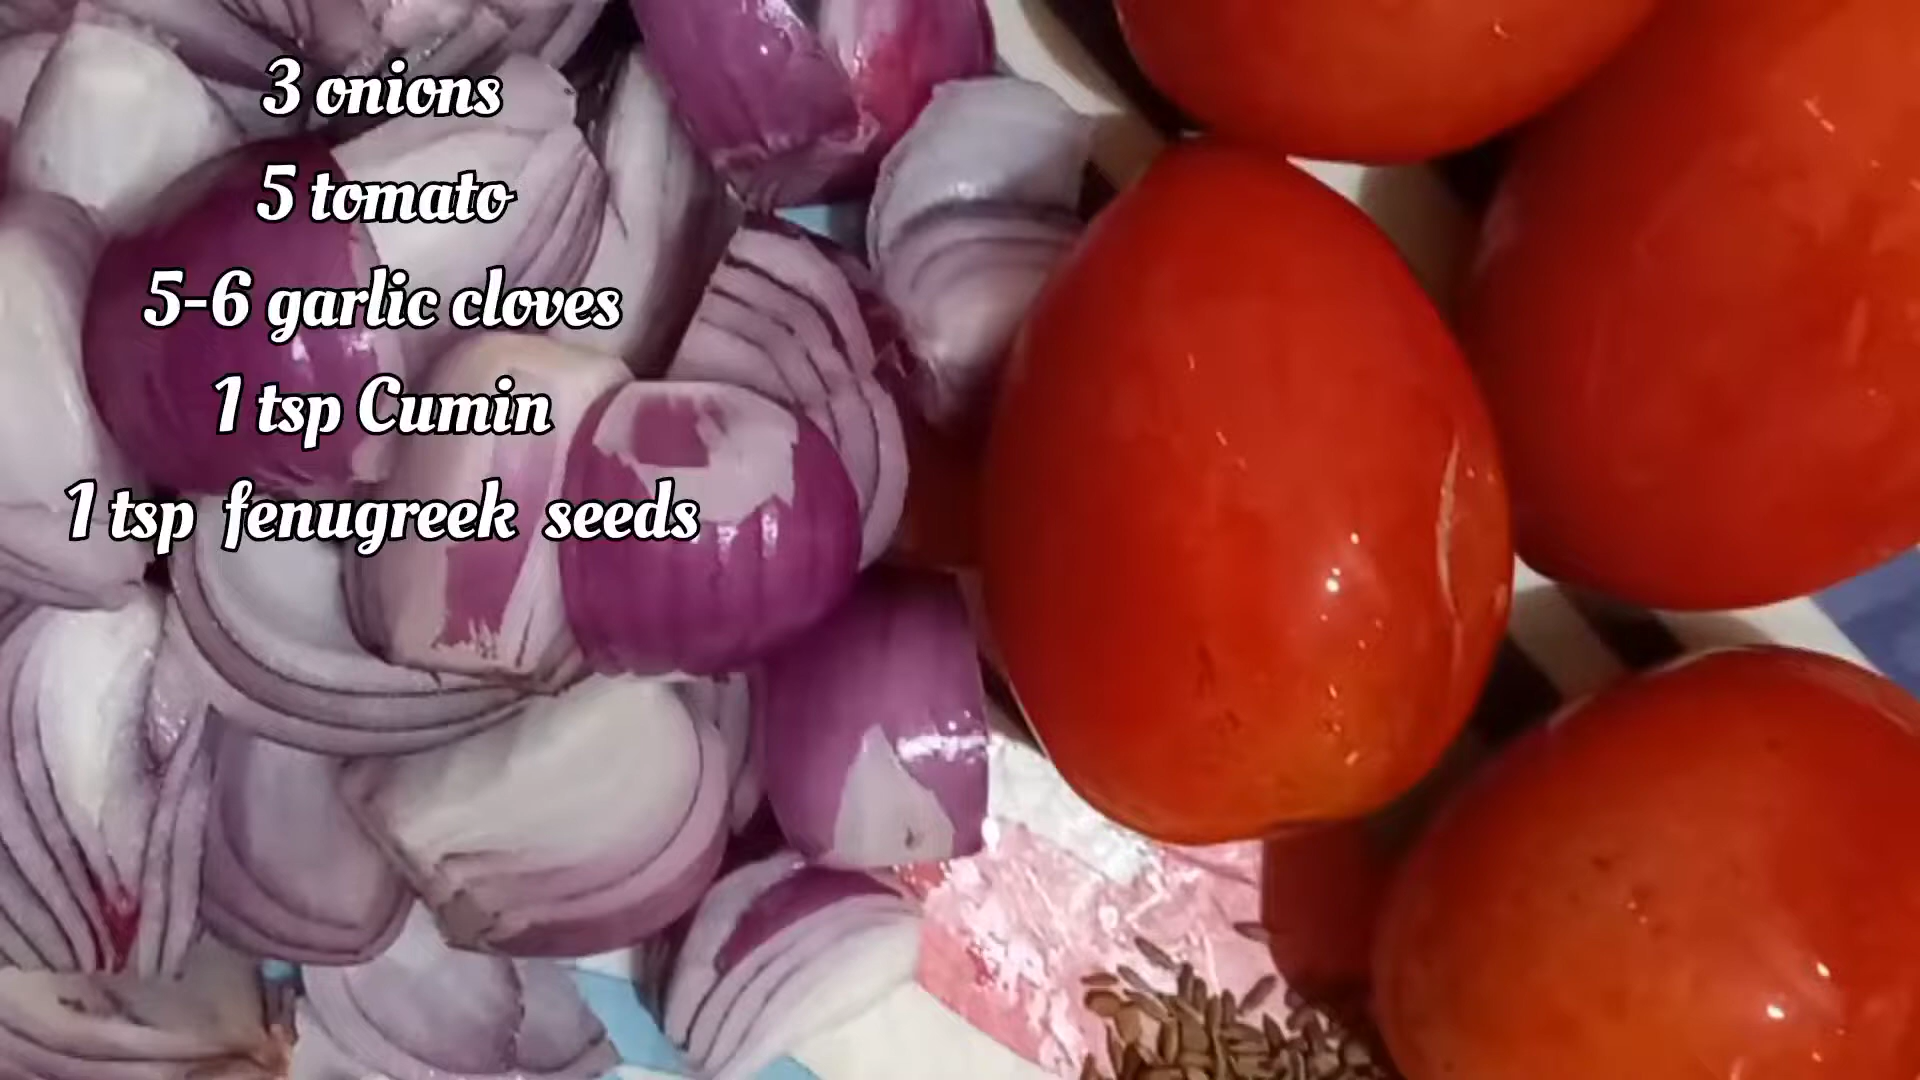 3 onions
5 tomato
5-6 garlic cloves
1 tsp Cumin
1 tsp fenugreek seeds